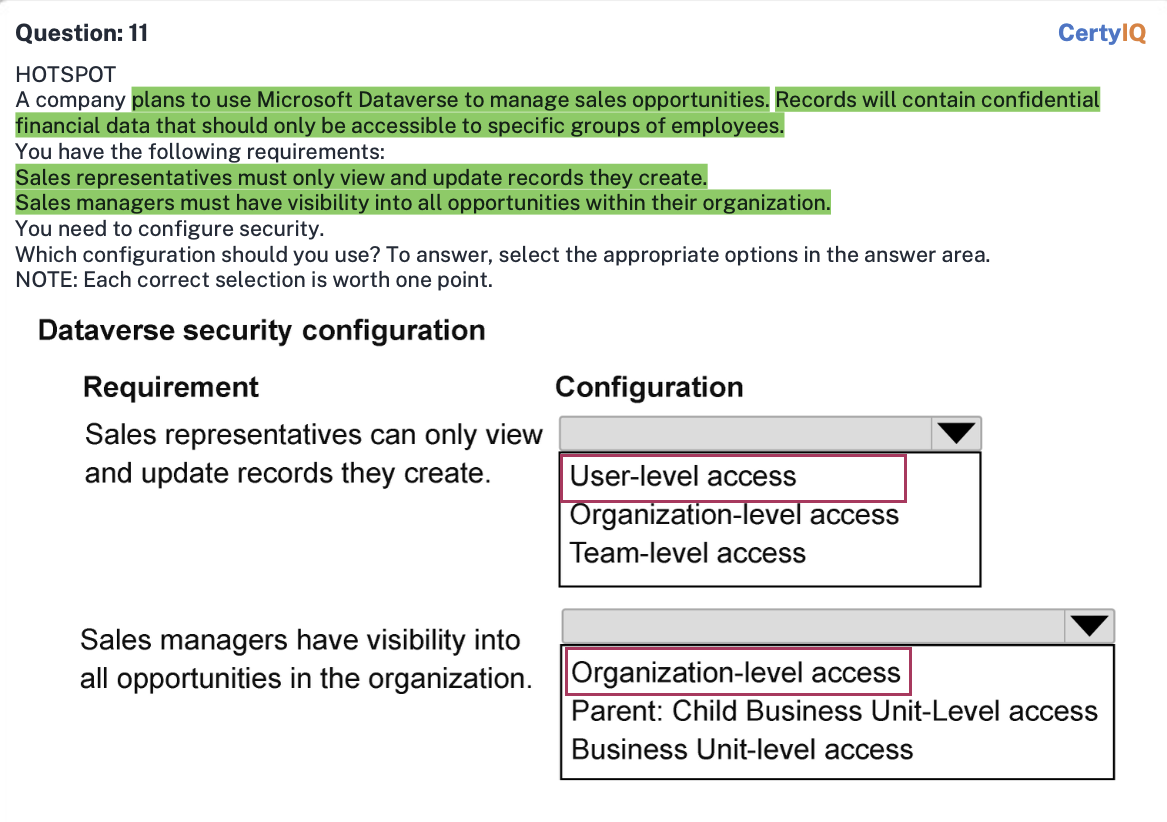 Question: 11
CertyIQ
HOTSPOT
A company plans to use Microsoft Dataverse to manage sales opportunities. Records will contain confidential
financial data that should only be accessible to specific groups of employees.
You have the following requirements:
Sales representatives must only view and update records they create.
Sales managers must have visibility into all opportunities within their organization.
You need to configure security.
Which configuration should you use? To answer, select the appropriate options in the answer area.
NOTE: Each correct selection is worth one point.
Dataverse security configuration
Requirement
Configuration
Sales representatives can only view
and update records they create.
User-level access
Organization-level access
Team-level access
Sales managers have visibility into
all opportunities in the organization.
Organization-level access
Parent: Child Business Unit-Level access
Business Unit-level access